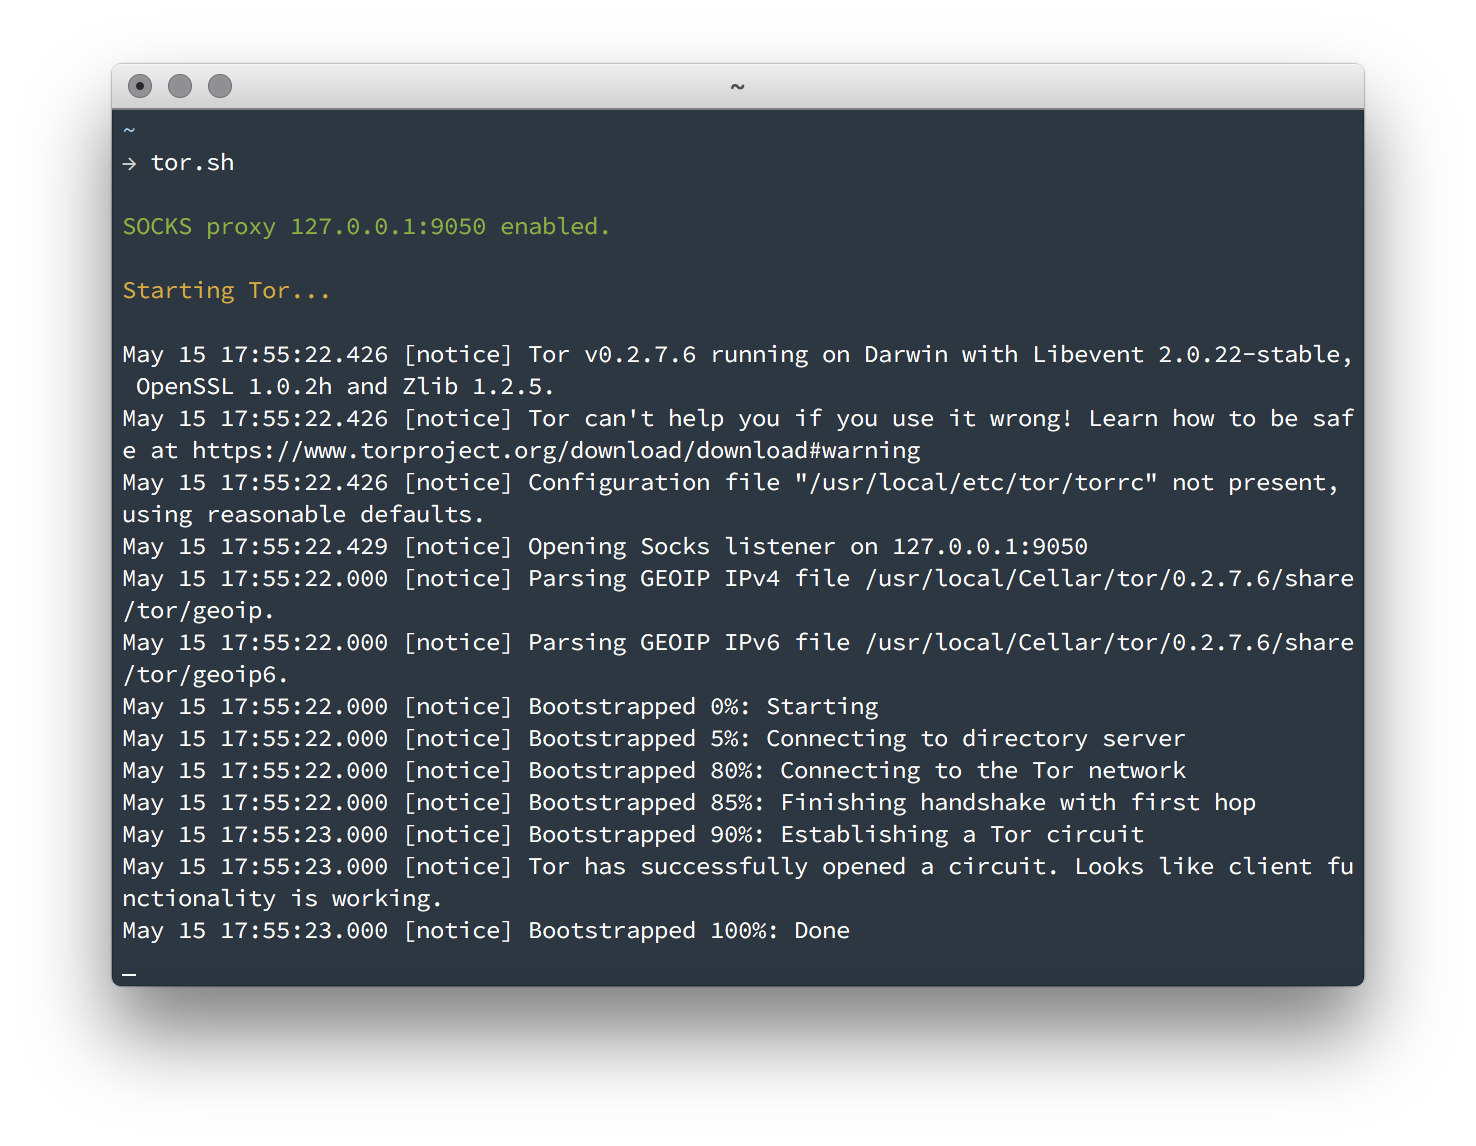 ~
~
→ tor.sh
SOCKS proxy 127.0.0.1:9050 enabled.
Starting Tor...
May 15 17:55:22.426 [notice] Tor v0.2.7.6 running on Darwin with Libevent 2.0.22-stable,
 OpenSSL 1.0.2h and Zlib 1.2.5.
May 15 17:55:22.426 [notice] Tor can't help you if you use it wrong! Learn how to be saf
e at https://www.torproject.org/download/download#warning
May 15 17:55:22.426 [notice] Configuration file "/usr/local/etc/tor/torrc" not present,
using reasonable defaults.
May 15 17:55:22.429 [notice] Opening Socks listener on 127.0.0.1:9050
May 15 17:55:22.000 [notice] Parsing GEOIP IPv4 file /usr/local/Cellar/tor/0.2.7.6/share
/tor/geoip.
May 15 17:55:22.000 [notice] Parsing GEOIP IPv6 file /usr/local/Cellar/tor/0.2.7.6/share
/tor/geoip6.
May 15 17:55:22.000 [notice] Bootstrapped 0%: Starting
May 15 17:55:22.000 [notice] Bootstrapped 5%: Connecting to directory server
May 15 17:55:22.000 [notice] Bootstrapped 80%: Connecting to the Tor network
May 15 17:55:22.000 [notice] Bootstrapped 85%: Finishing handshake with first hop
May 15 17:55:23.000 [notice] Bootstrapped 90%: Establishing a Tor circuit
May 15 17:55:23.000 [notice] Tor has successfully opened a circuit. Looks like client fu
nctionality is working.
May 15 17:55:23.000 [notice] Bootstrapped 100%: Done